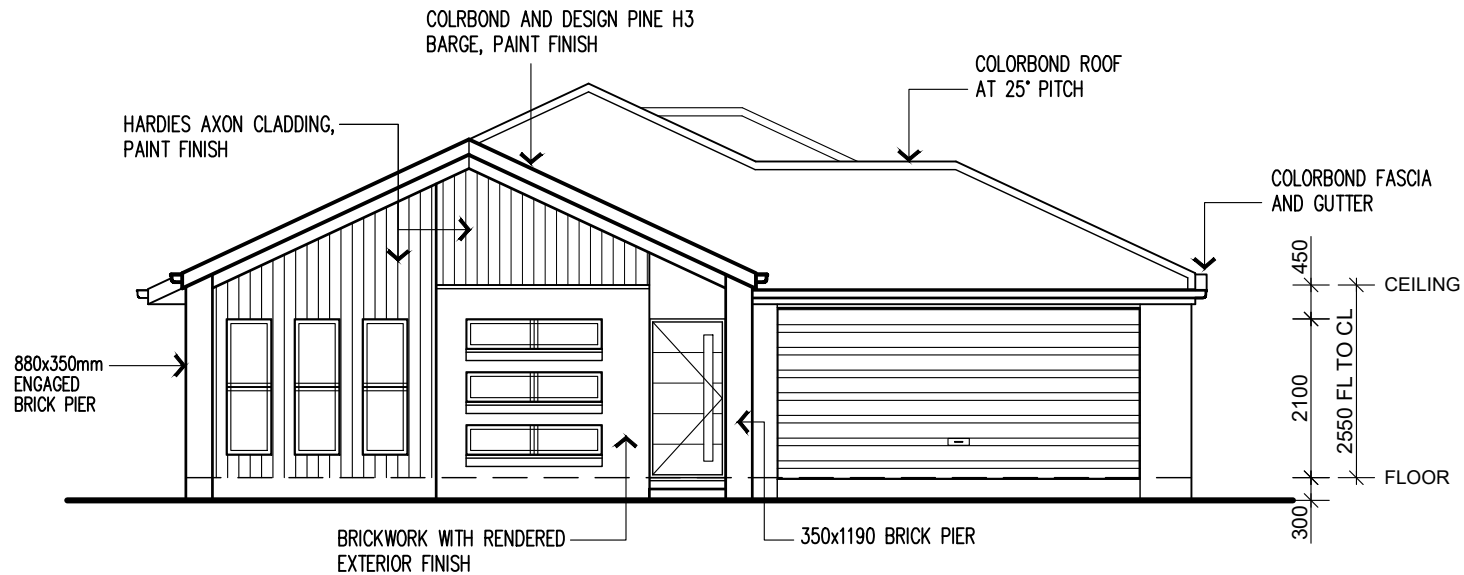 COLRBOND AND DESIGN PINE H3
BARGE, PAINT FINISH
COLORBOND ROOF
AT 25° PITCH
HARDIES AXON CLADDING,
PAINT FINISH
COLORBOND FASCIA
AND GUTTER
450
CEILING
880x350mm
ENGAGED
BRICK PIER
2100
2550 FL TO CL
FLOOR
300
BRICKWORK WITH RENDERED
EXTERIOR FINISH
350x1190 BRICK PIER